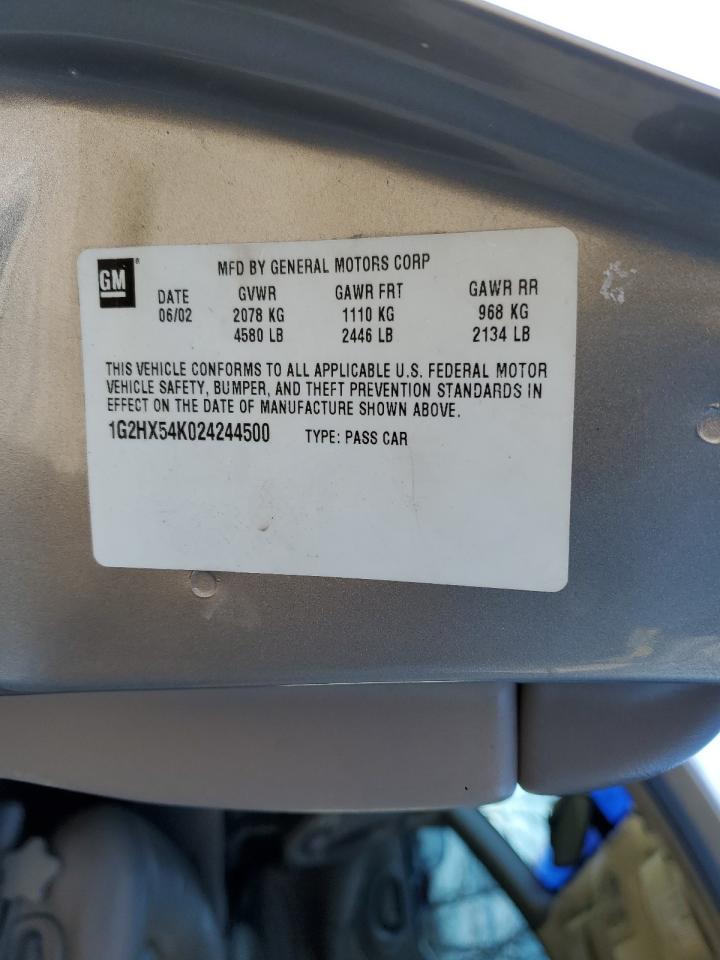 GM® MFD BY GENERAL MOTORS CORP
DATE GVWR GAWR FRT GAWR RR
06/02 2078 KG 1110 KG 968 KG
4580 LB 2446 LB 2134 LB
THIS VEHICLE CONFORMS TO ALL APPLICABLE U.S. FEDERAL MOTOR
VEHICLE SAFETY, BUMPER, AND THEFT PREVENTION STANDARDS IN
EFFECT ON THE DATE OF MANUFACTURE SHOWN ABOVE.
1G2HX54K024244500 TYPE: PASS CAR